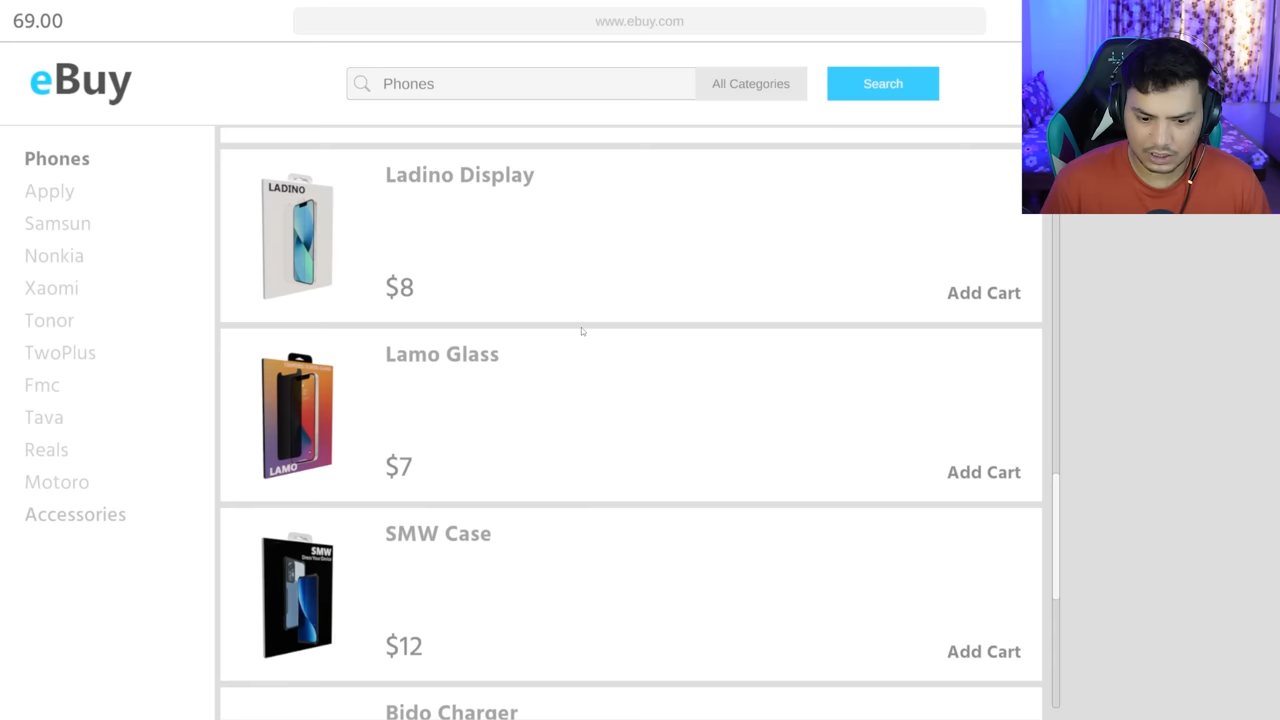 69.00
www.ebuy.com
eBuy
Phones
All Categories
Search
Phones
Apply
Samsun
Nonkia
Xaomi
Tonor
TwoPlus
Fmc
Tava
Reals
Motoro
Accessories
LADINO
Ladino Display
$8
Add Cart
LAMO
Lamo Glass
$7
Add Cart
SMW
SMW Case
$12
Add Cart
Bido Charger